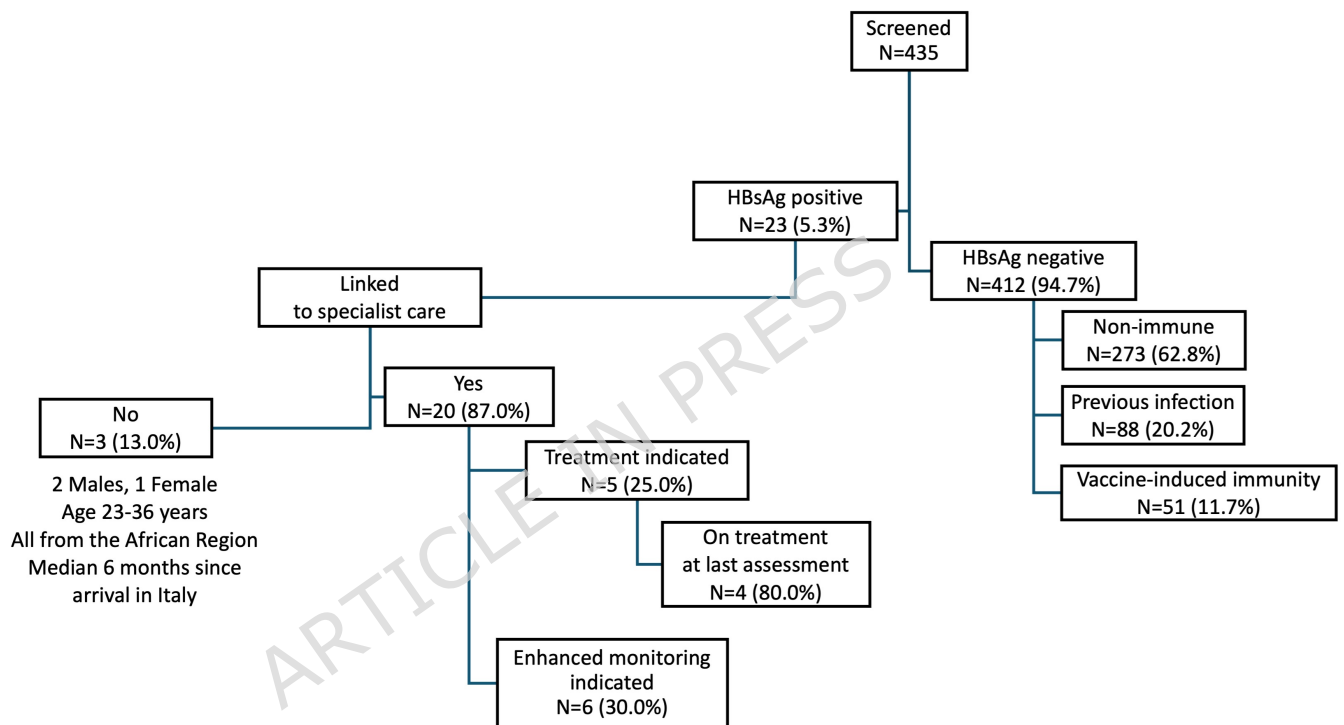 Screened
N=435
HBsAg positive
N=23 (5.3%)
HBsAg negative
N=412 (94.7%)
Linked
to specialist care
Non-immune
N=273 (62.8%)
Yes
N=20 (87.0%)
Previous infection
N=88 (20.2%)
No
N=3 (13.0%)
Treatment indicated
N=5 (25.0%)
Vaccine-induced immunity
N=51 (11.7%)
2 Males, 1 Female
Age 23-36 years
All from the African Region
Median 6 months since
arrival in Italy
On treatment
at last assessment
N=4 (80.0%)
Enhanced monitoring
indicated
N=6 (30.0%)
ARTICLE IN PRESS